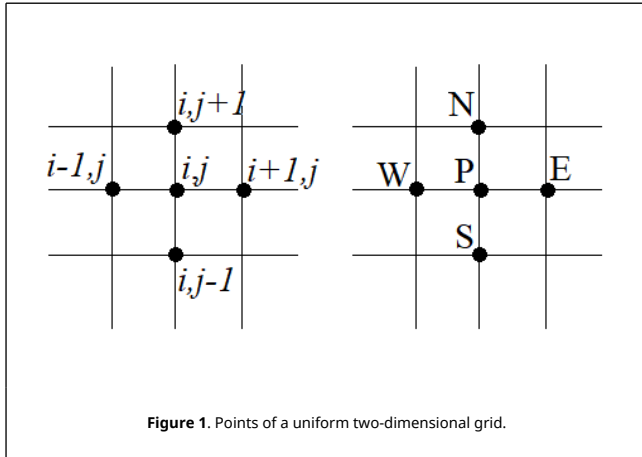 i,j+1
N
i-1,j
i,j
i+1,j
W
P
E
S
i,j-1
Figure 1. Points of a uniform two-dimensional grid.